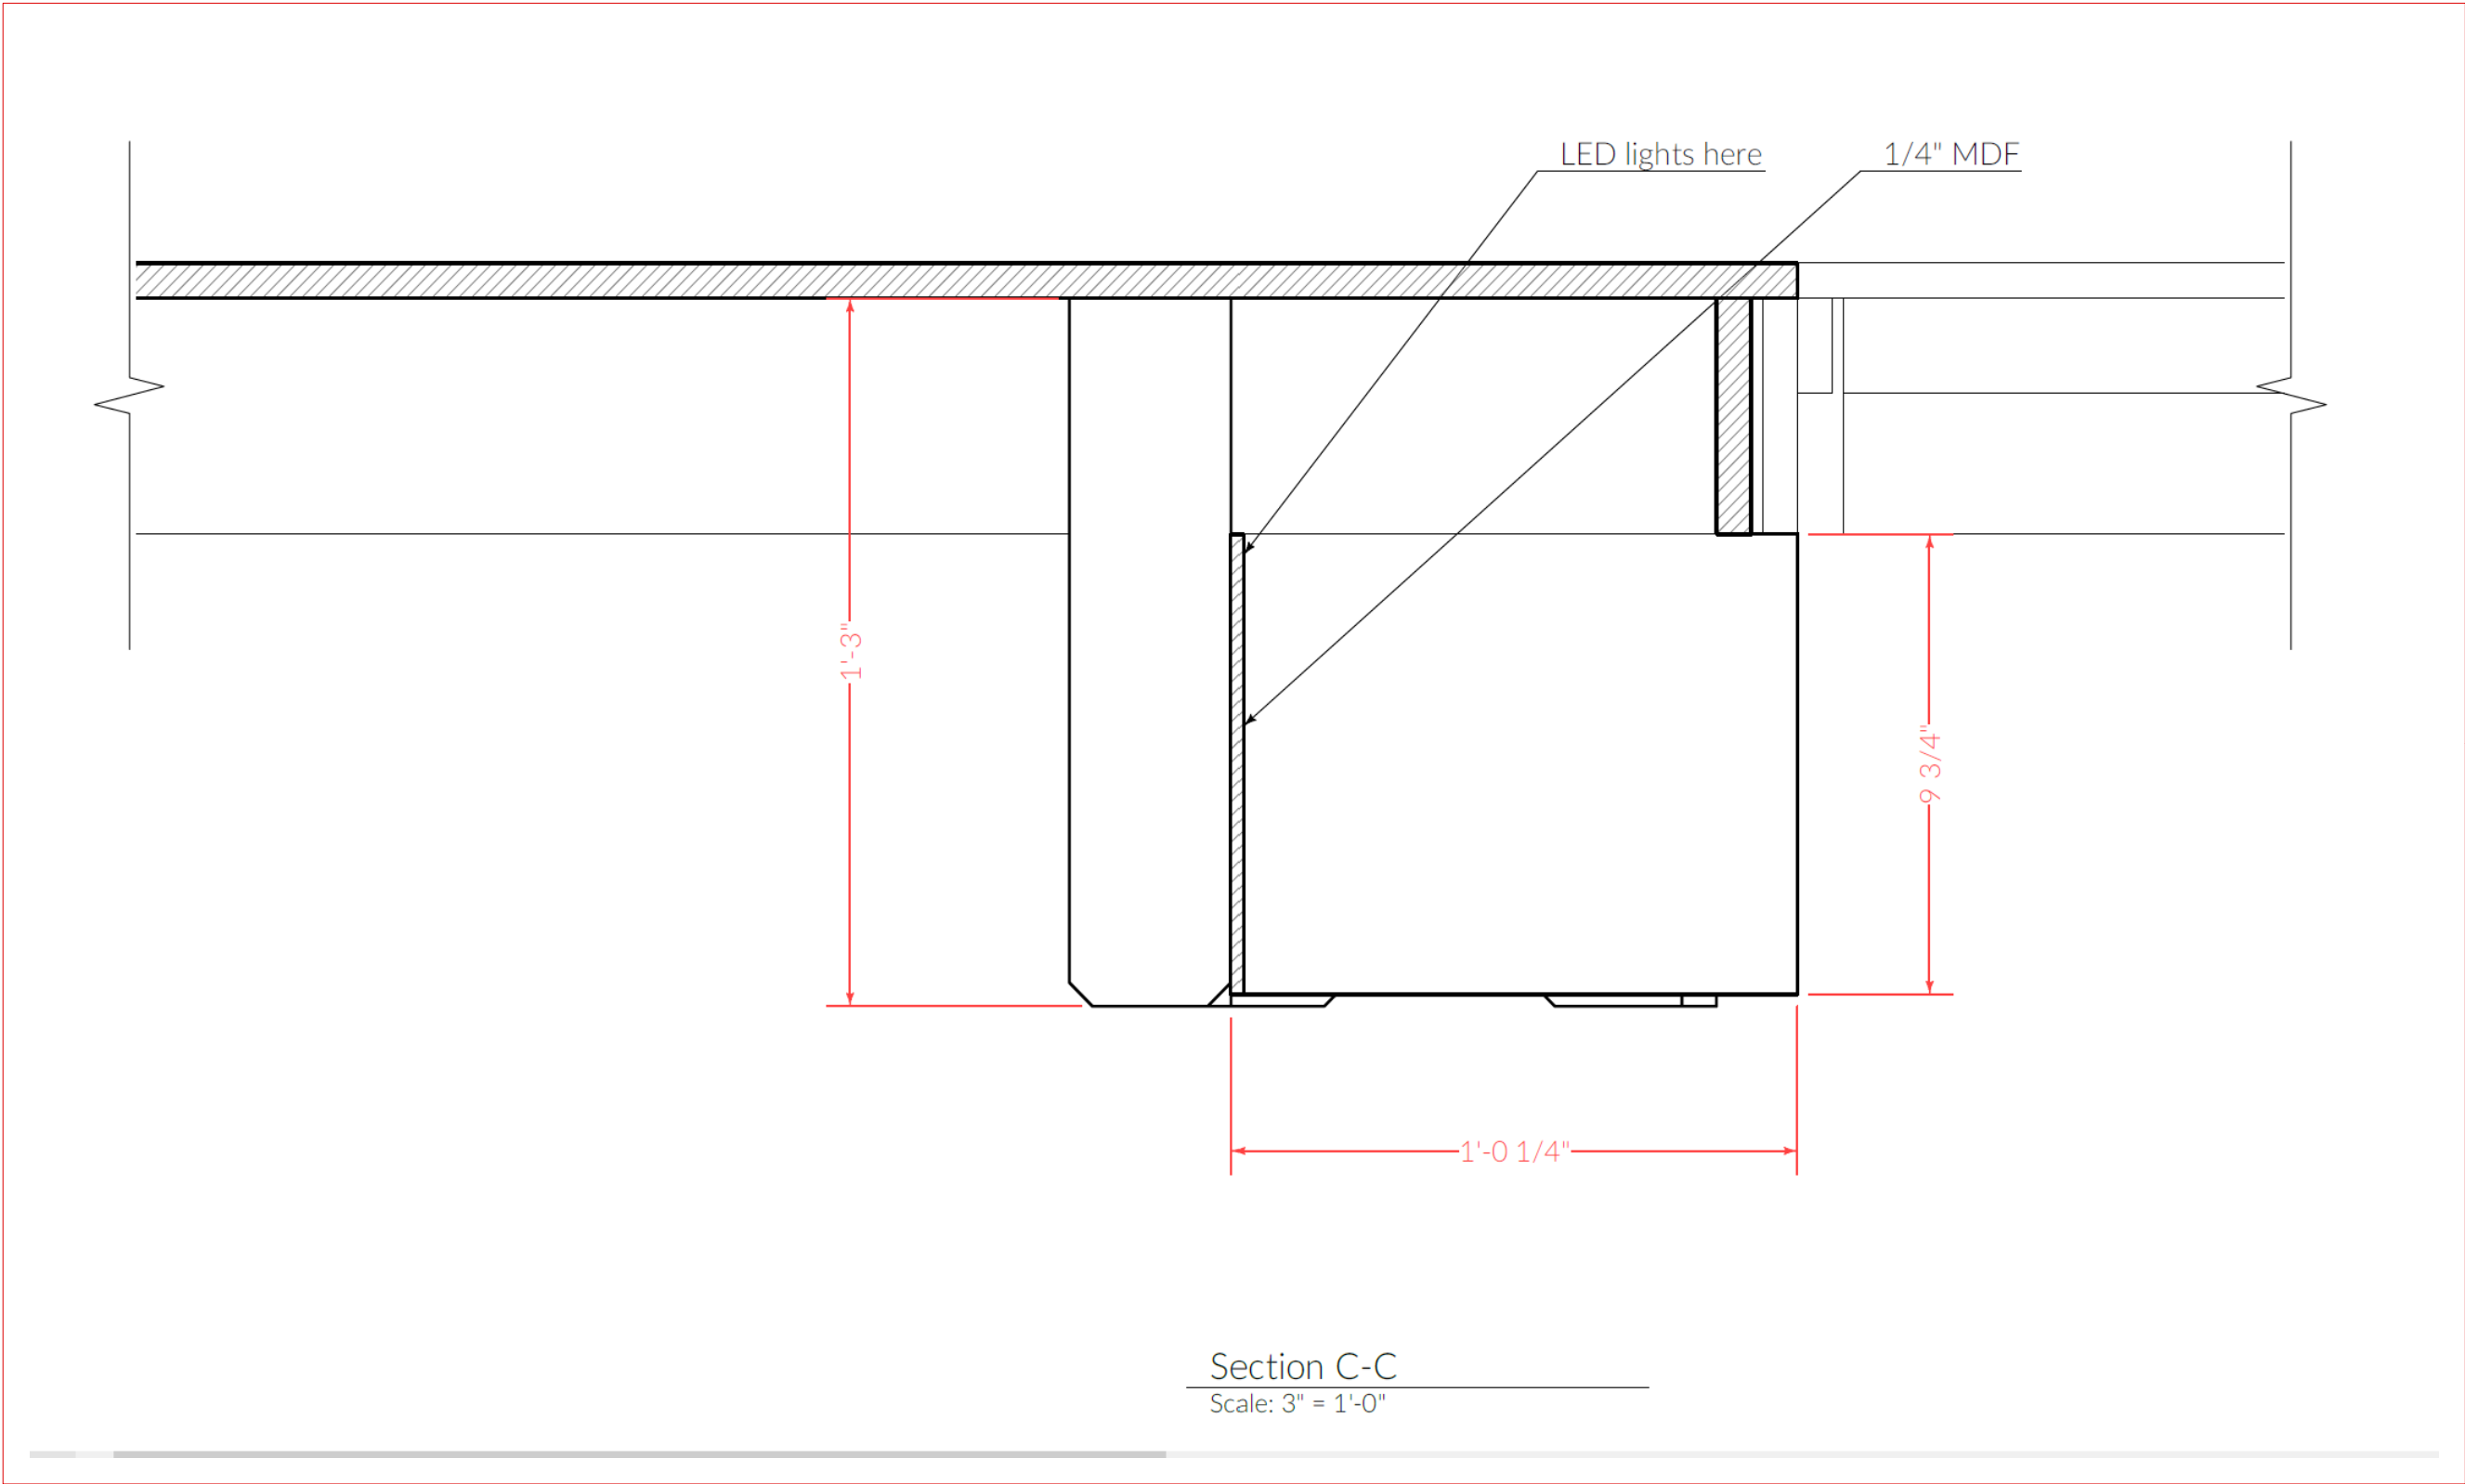 LED lights here
1/4" MDF
1'-3"
9 3/4"
1'-0 1/4"
Section C-C
Scale: 3" = 1'-0"